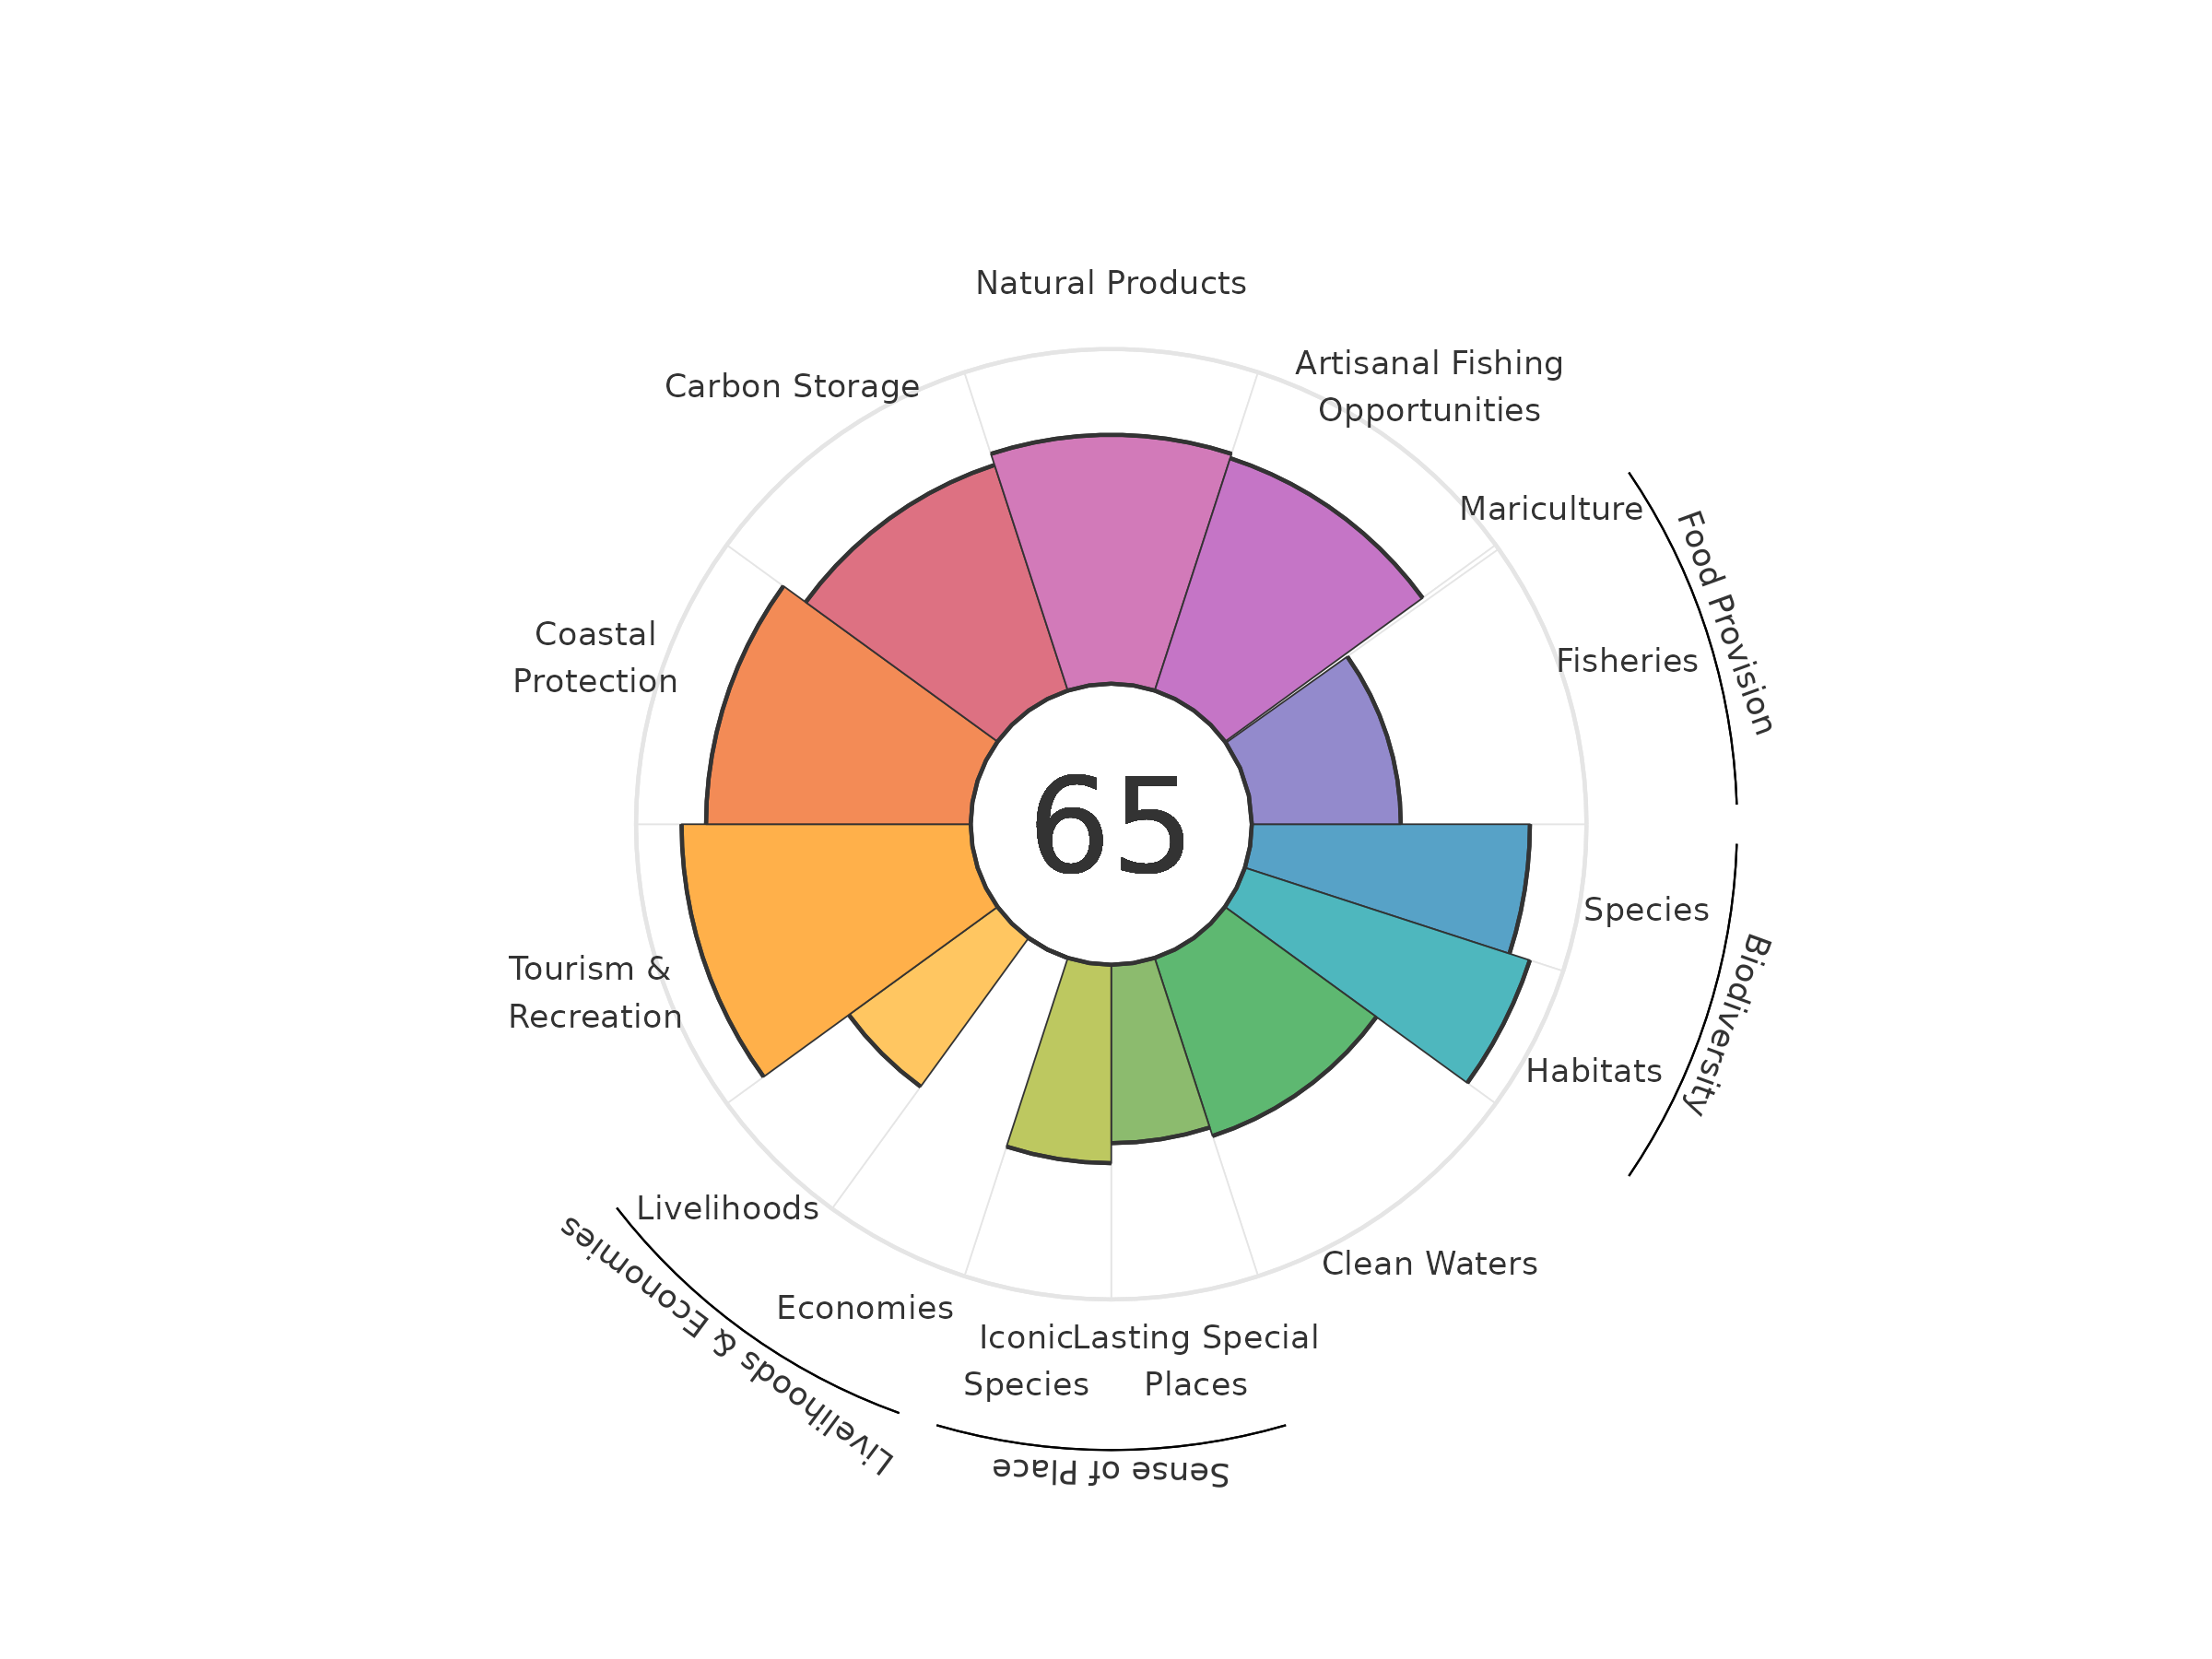 Natural Products
Artisanal Fishing
Opportunities
Carbon Storage
Mariculture
Food Provision
Fisheries
Coastal
Protection
65
Species
Biodiversity
Tourism &
Recreation
Habitats
Livelihoods
Clean Waters
Economies
Livelihoods & Economies
Iconic
Species
Lasting Special
Places
Sense of Place